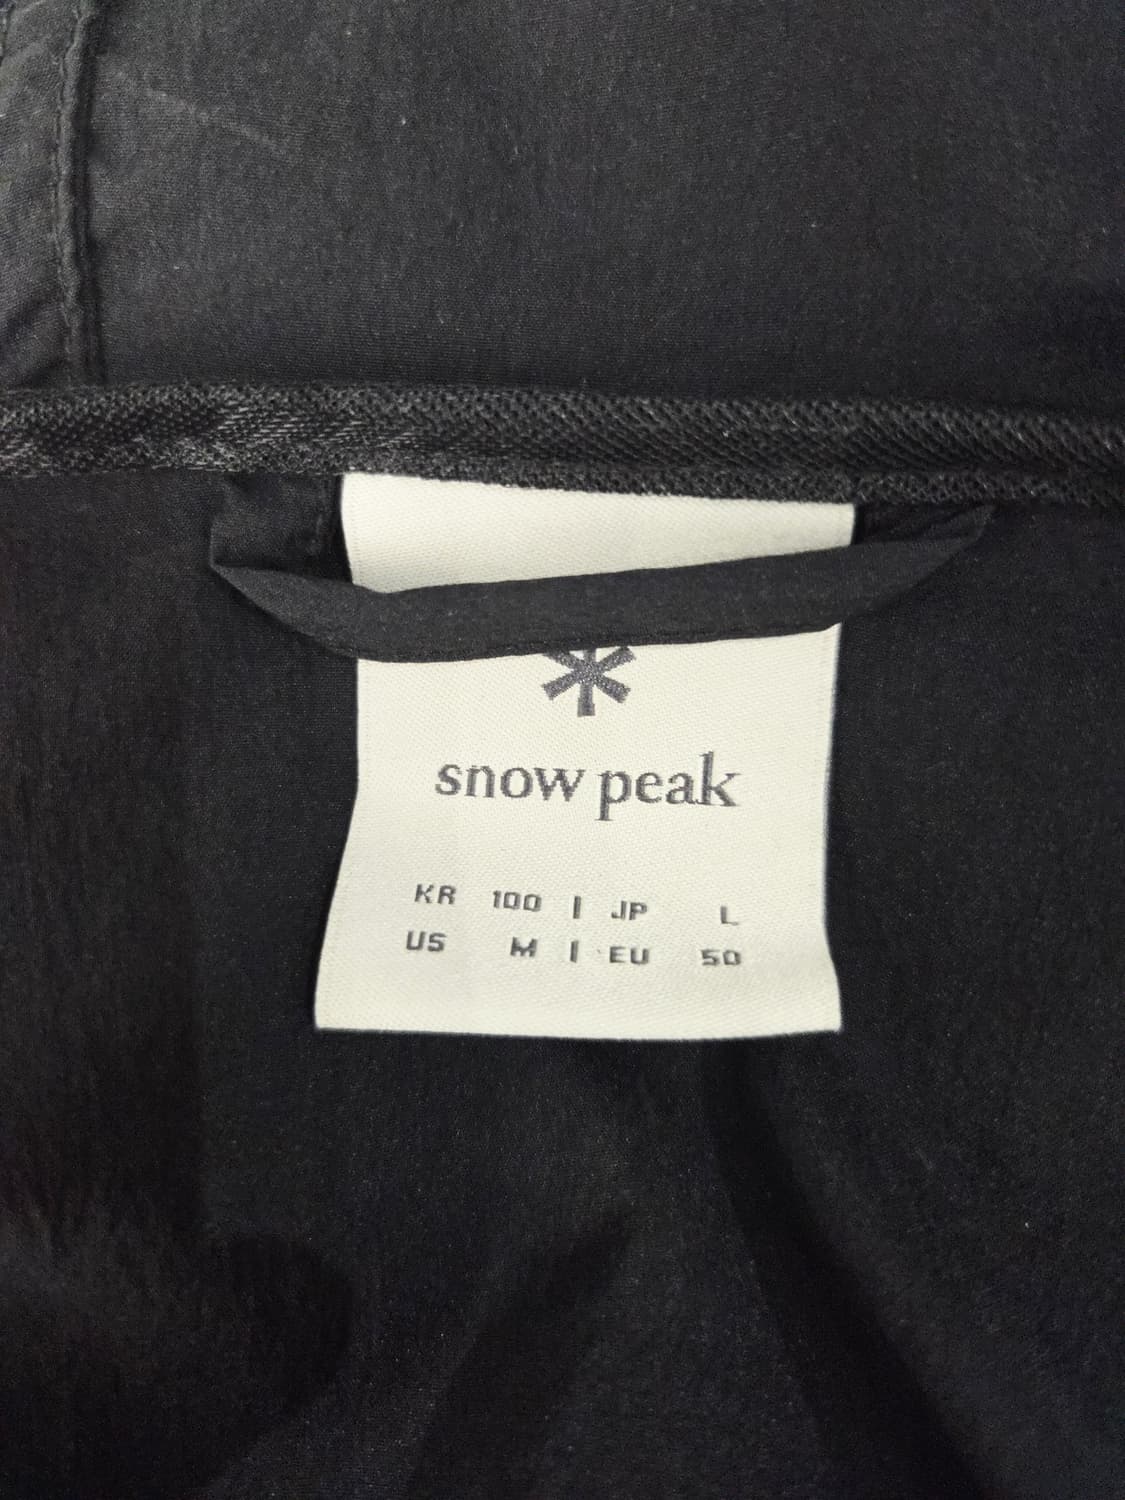 snow peak
KR 100 | JP L
US M | EU 50